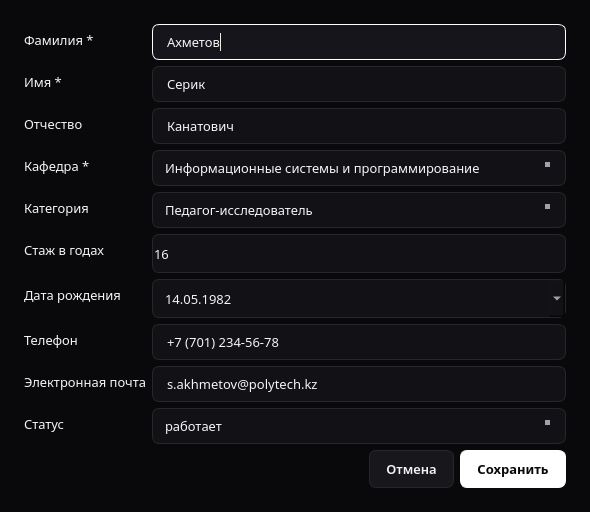 Фамилия * Ахметов
Имя * Серик
Отчество Канатович
Кафедра * Информационные системы и программирование
Категория Педагог-исследователь
Стаж в годах 16
Дата рождения 14.05.1982
Телефон +7 (701) 234-56-78
Электронная почта s.akhmetov@polytech.kz
Статус работает
Отмена Сохранить